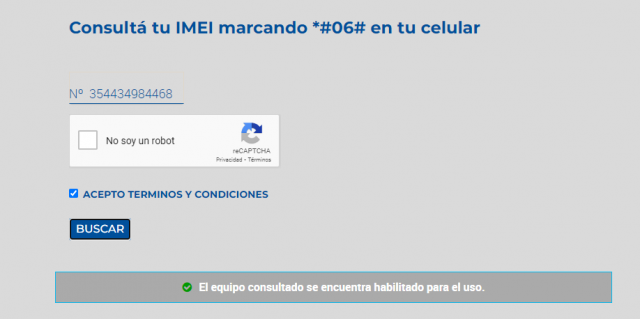 Consultá tu IMEI marcando *#06# en tu celular
Nº 354434984468
No soy un robot
reCAPTCHA
Privacidad - Términos
ACEPTO TERMINOS Y CONDICIONES
BUSCAR
El equipo consultado se encuentra habilitado para el uso.